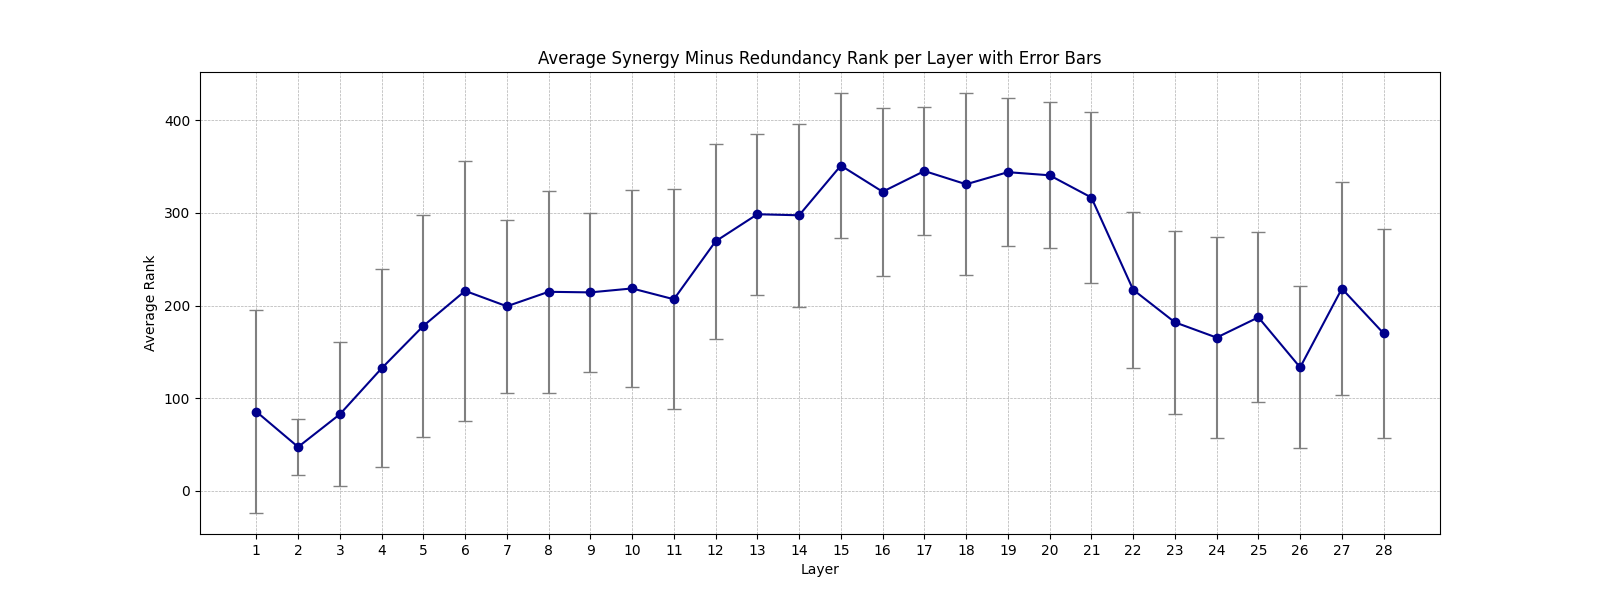 Average Synergy Minus Redundancy Rank per Layer with Error Bars
Average Rank
400
300
200
100
0
1 2 3 4 5 6 7 8 9 10 11 12 13 14 15 16 17 18 19 20 21 22 23 24 25 26 27 28
Layer